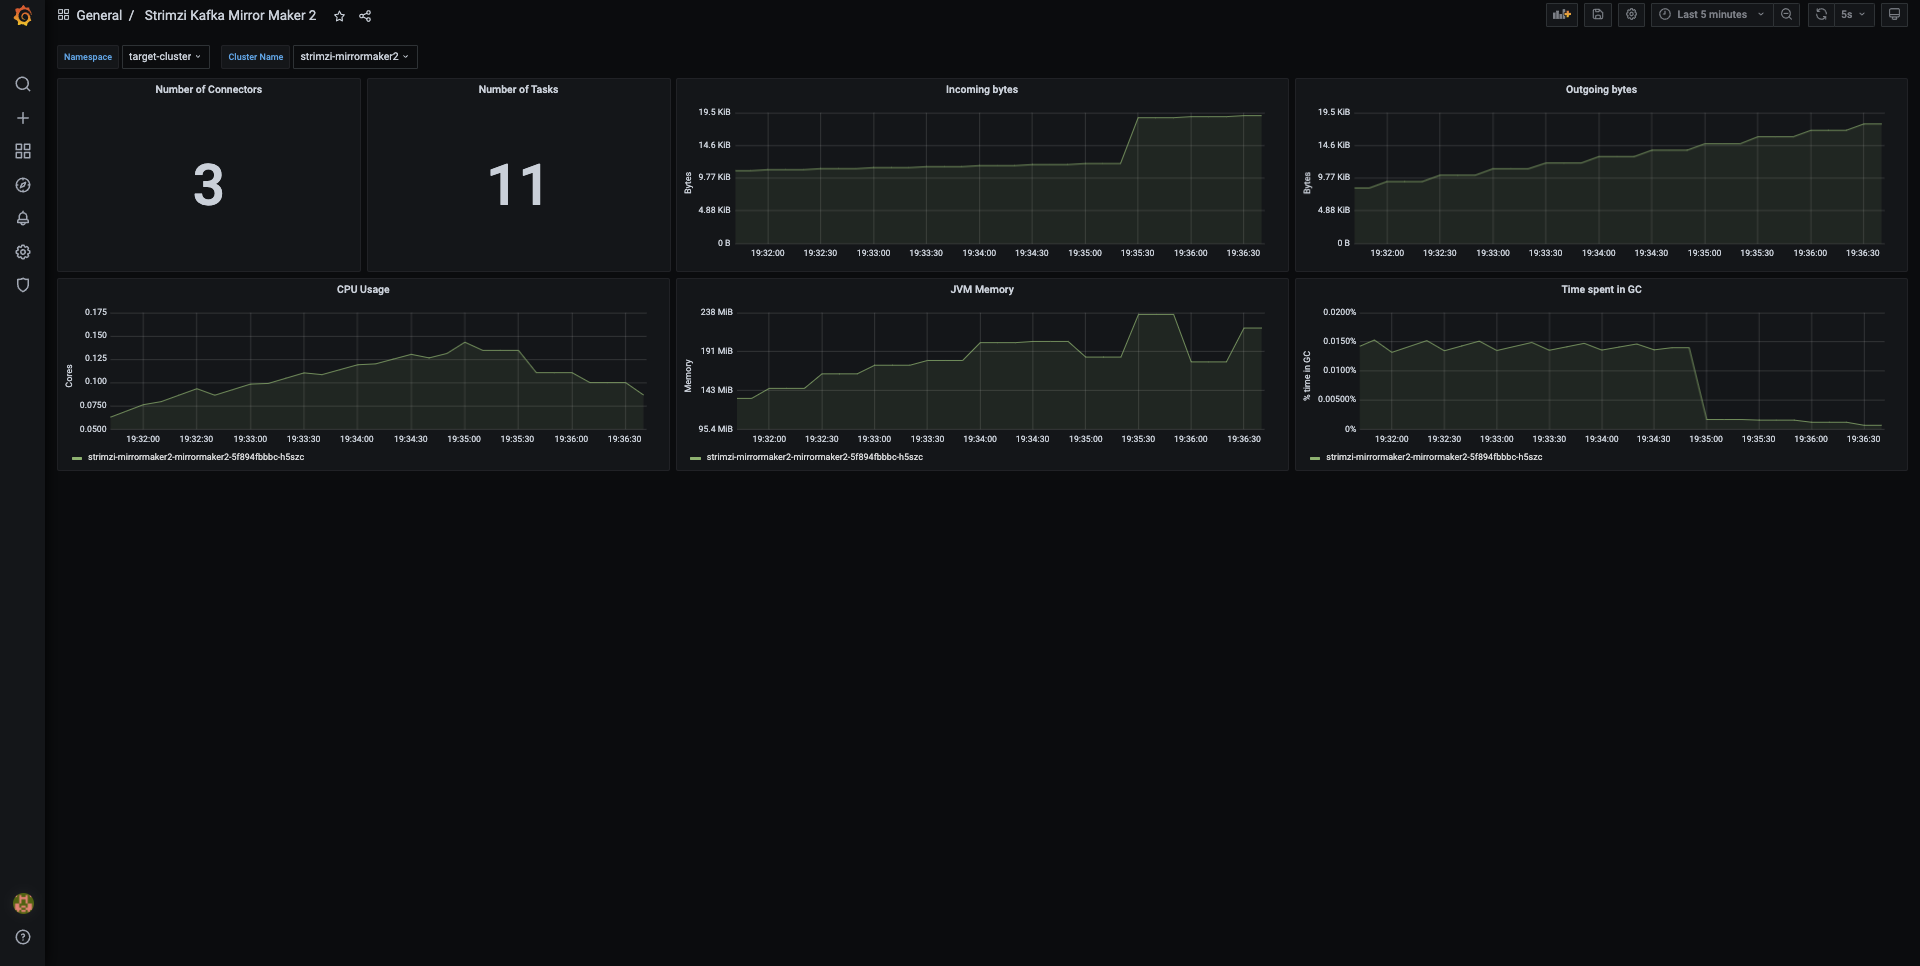 General / Strimzi Kafka Mirror Maker 2
Last 5 minutes
5s
Namespace target-cluster Cluster Name strimzi-mirrormaker2
Number of Connectors
3
Number of Tasks
11
Incoming bytes
Bytes
19.5 KiB
14.6 KiB
9.77 KiB
4.88 KiB
0 B
19:32:00 19:32:30 19:33:00 19:33:30 19:34:00 19:34:30 19:35:00 19:35:30 19:36:00 19:36:30
Outgoing bytes
Bytes
19.5 KiB
14.6 KiB
9.77 KiB
4.88 KiB
0 B
19:32:00 19:32:30 19:33:00 19:33:30 19:34:00 19:34:30 19:35:00 19:35:30 19:36:00 19:36:30
CPU Usage
Cores
0.175
0.150
0.125
0.100
0.0750
0.0500
19:32:00 19:32:30 19:33:00 19:33:30 19:34:00 19:34:30 19:35:00 19:35:30 19:36:00 19:36:30
strimzi-mirrormaker2-mirrormaker2-5f894fbbbc-h5szc
JVM Memory
Memory
238 MiB
191 MiB
143 MiB
95.4 MiB
19:32:00 19:32:30 19:33:00 19:33:30 19:34:00 19:34:30 19:35:00 19:35:30 19:36:00 19:36:30
strimzi-mirrormaker2-mirrormaker2-5f894fbbbc-h5szc
Time spent in GC
% time in GC
0.0200%
0.0150%
0.0100%
0.00500%
0%
19:32:00 19:32:30 19:33:00 19:33:30 19:34:00 19:34:30 19:35:00 19:35:30 19:36:00 19:36:30
strimzi-mirrormaker2-mirrormaker2-5f894fbbbc-h5szc